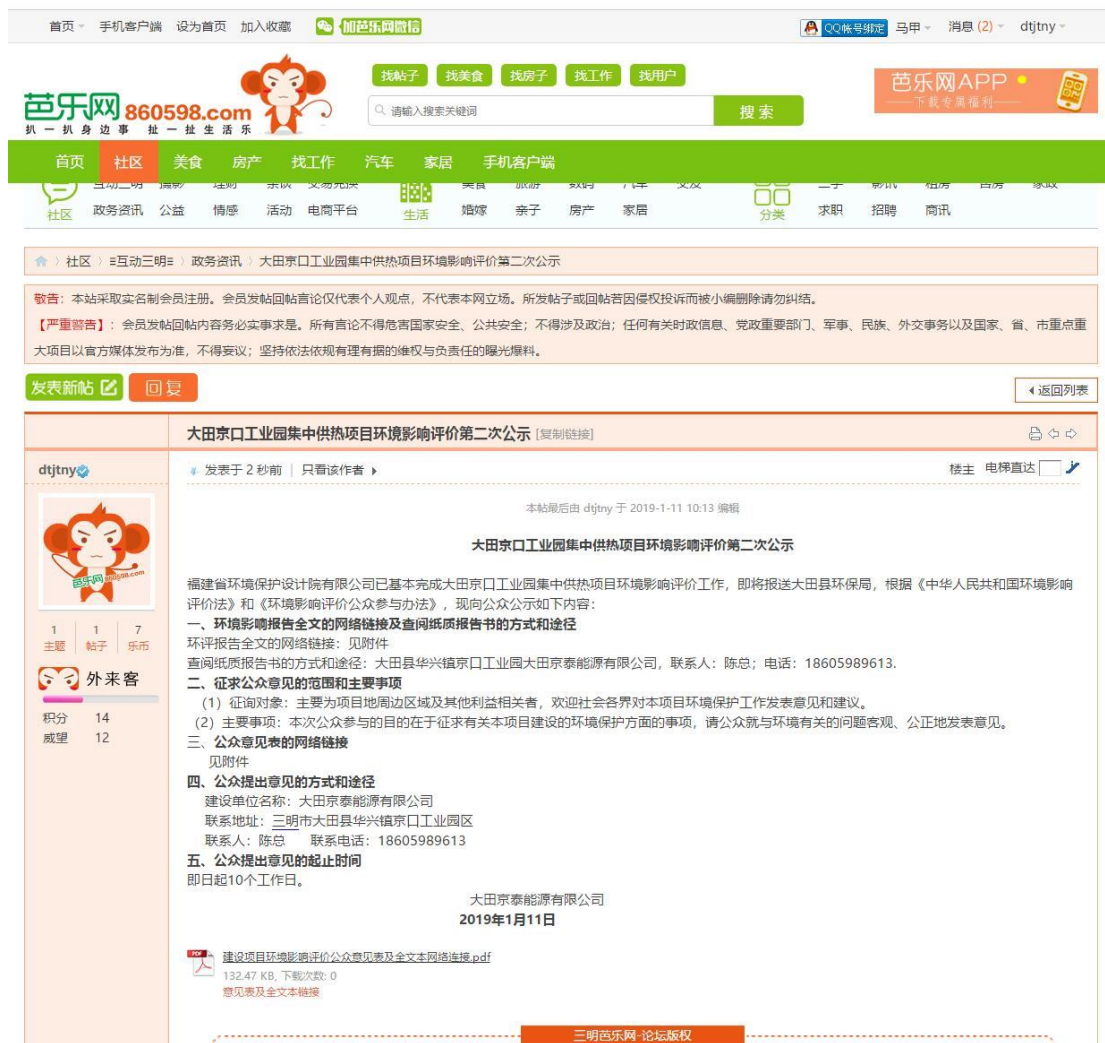 首页 手机客户端 设为首页 加入收藏 加芭乐网微信 QQ帐号绑定 马甲 消息 (2) dtjtny
芭乐网 860598.com
扒一扒身边事 扯一扯生活乐
找帖子 找美食 找房子 找工作 找用户
请输入搜索关键词 搜索
芭乐网APP
下载专属福利
首页 社区 美食 房产 找工作 汽车 家居 手机客户端
社区 政务资讯 公益 情感 活动 电商平台 生活 婚嫁 亲子 房产 家居 分类 求职 招聘 商讯
社区 〉 ≡互动三明≡ 〉 政务资讯 〉 大田京口工业园集中供热项目环境影响评价第二次公示
敬告：本站采取实名制会员注册。会员发帖回帖言论仅代表个人观点，不代表本网立场。所发帖子或回帖若因侵权投诉而被小编删除请勿纠结。
【严重警告】：会员发帖回帖内容务必实事求是。所有言论不得危害国家安全、公共安全；不得涉及政治；任何有关时政信息、党政重要部门、军事、民族、外交事务以及国家、省、市重点重
大项目以官方媒体发布为准，不得妄议；坚持依法依规有理有据的维权与负责任的曝光爆料。
发表新帖 回复 返回列表
大田京口工业园集中供热项目环境影响评价第二次公示 [复制链接]
dtjtny
芭乐网 860598.com
1 1 7
主题 帖子 乐币
外来客
积分 14
威望 12
发表于 2 秒前 | 只看该作者 楼主 电梯直达
本帖最后由 dtjtny 于 2019-1-11 10:13 编辑
大田京口工业园集中供热项目环境影响评价第二次公示
福建省环境保护设计院有限公司已基本完成大田京口工业园集中供热项目环境影响评价工作，即将报送大田县环保局，根据《中华人民共和国环境影响
评价法》和《环境影响评价公众参与办法》，现向公众公示如下内容：
一、环境影响报告全文的网络链接及查阅纸质报告书的方式和途径
环评报告全文的网络链接：见附件
查阅纸质报告书的方式和途径：大田县华兴镇京口工业园大田京泰能源有限公司，联系人：陈总；电话：18605989613.
二、征求公众意见的范围和主要事项
（1）征询对象：主要为项目地周边区域及其他利益相关者，欢迎社会各界对本项目环境保护工作发表意见和建议。
（2）主要事项：本次公众参与的目的在于征求有关本项目建设的环境保护方面的事项，请公众就与环境有关的问题客观、公正地发表意见。
三、公众意见表的网络链接
见附件
四、公众提出意见的方式和途径
建设单位名称：大田京泰能源有限公司
联系地址：三明市大田县华兴镇京口工业园区
联系人：陈总 联系电话：18605989613
五、公众提出意见的起止时间
即日起10个工作日。
大田京泰能源有限公司
2019年1月11日
PDF 建设项目环境影响评价公众意见表及全文本网络连接.pdf
132.47 KB, 下载次数: 0
意见表及全文本链接
三明芭乐网-论坛版权